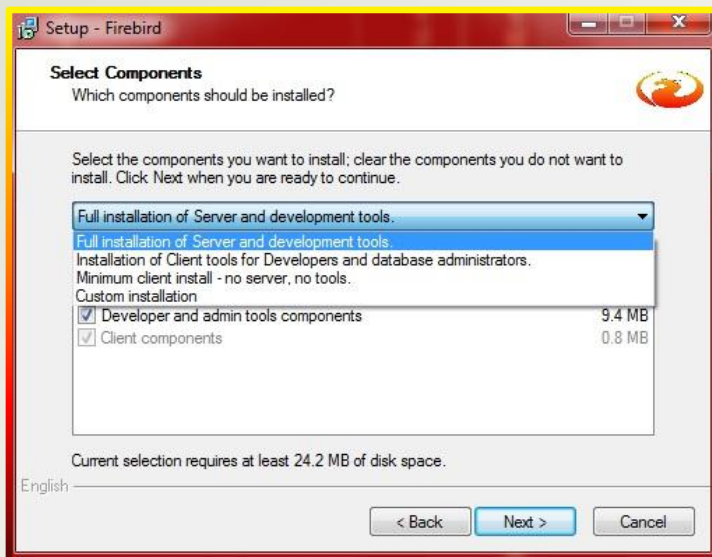 Setup - Firebird
Select Components
Which components should be installed?
Select the components you want to install; clear the components you do not want to
install. Click Next when you are ready to continue.
Full installation of Server and development tools.
Full installation of Server and development tools.
Installation of Client tools for Developers and database administrators.
Minimum client install - no server, no tools.
Custom installation
Developer and admin tools components 9.4 MB
Client components 0.8 MB
Current selection requires at least 24.2 MB of disk space.
English
< Back Next > Cancel